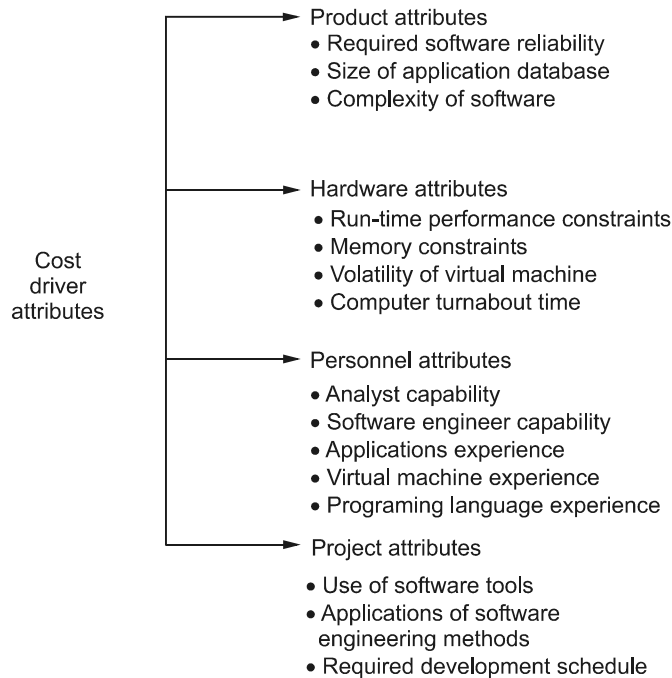 Product attributes
• Required software reliability
• Size of application database
• Complexity of software
Hardware attributes
• Run-time performance constraints
• Memory constraints
• Volatility of virtual machine
• Computer turnabout time
Cost
driver
attributes
Personnel attributes
• Analyst capability
• Software engineer capability
• Applications experience
• Virtual machine experience
• Programing language experience
Project attributes
• Use of software tools
• Applications of software
engineering methods
• Required development schedule